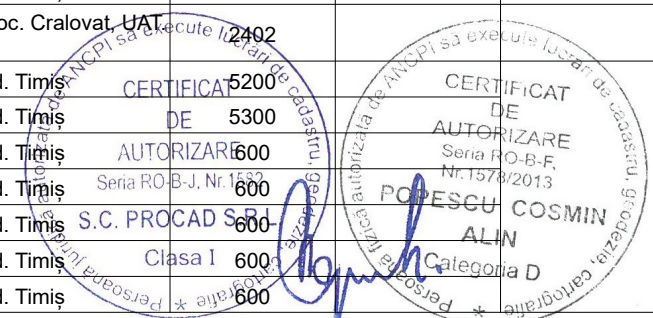 oc. Cralovat, UAT. 2402
d. Timiș 5200
d. Timiș 5300
d. Timiș 600
d. Timiș 600
d. Timiș 600
d. Timiș 600
d. Timiș 600
Persoană juridică autorizată de ANCPI să execute lucrări de cadastru, geodezie, cartografie *
CERTIFICAT
DE
AUTORIZARE
Seria RO-B-J, Nr.1582
S.C. PROCAD S.R.L
Clasa I
Persoană fizică autorizată de ANCPI să execute lucrări de cadastru, geodezie, cartografie *
CERTIFICAT
DE
AUTORIZARE
Seria RO-B-F,
Nr.1578/2013
POPESCU COSMIN
ALIN
Categoria D